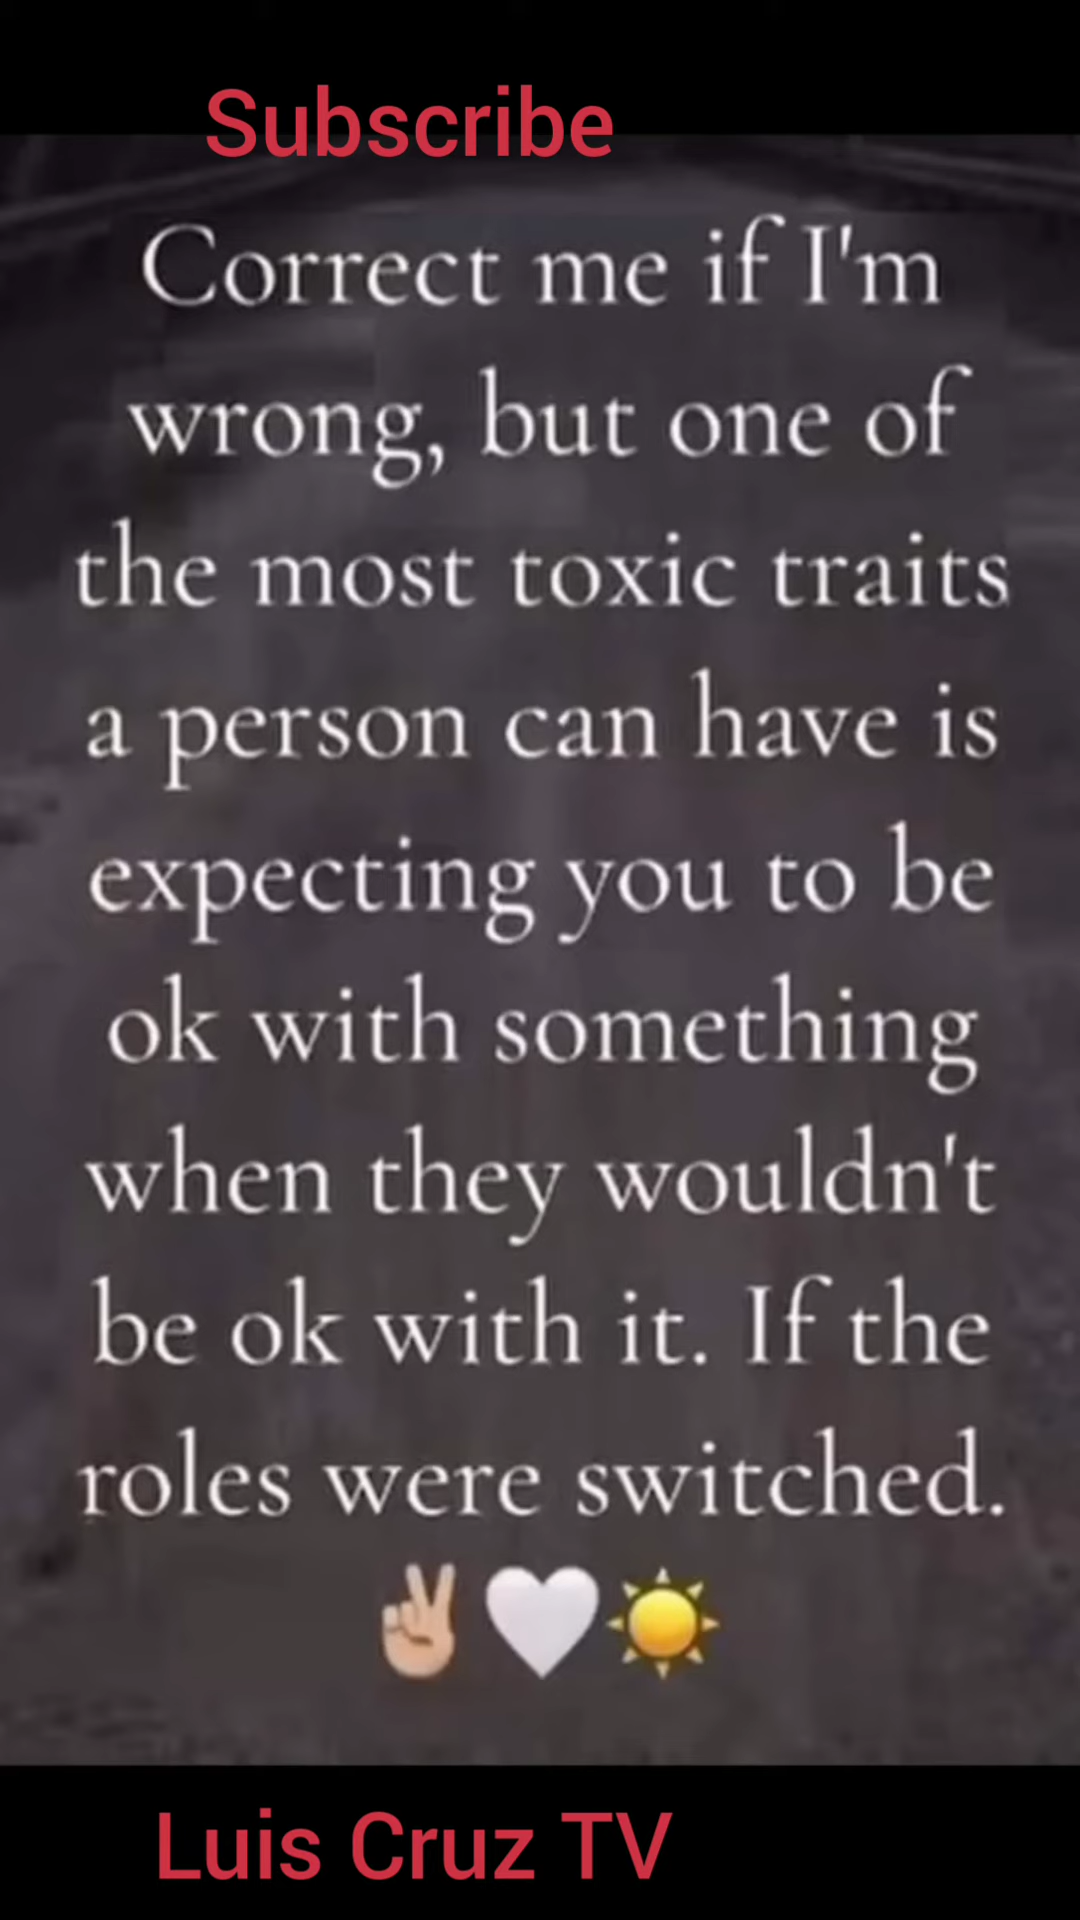 Subscribe
Correct me if I'm
wrong, but one of
the most toxic traits
a person can have is
expecting you to be
ok with something
when they wouldn't
be ok with it. If the
roles were switched.
✌🏼🤍☀️
Luis Cruz TV